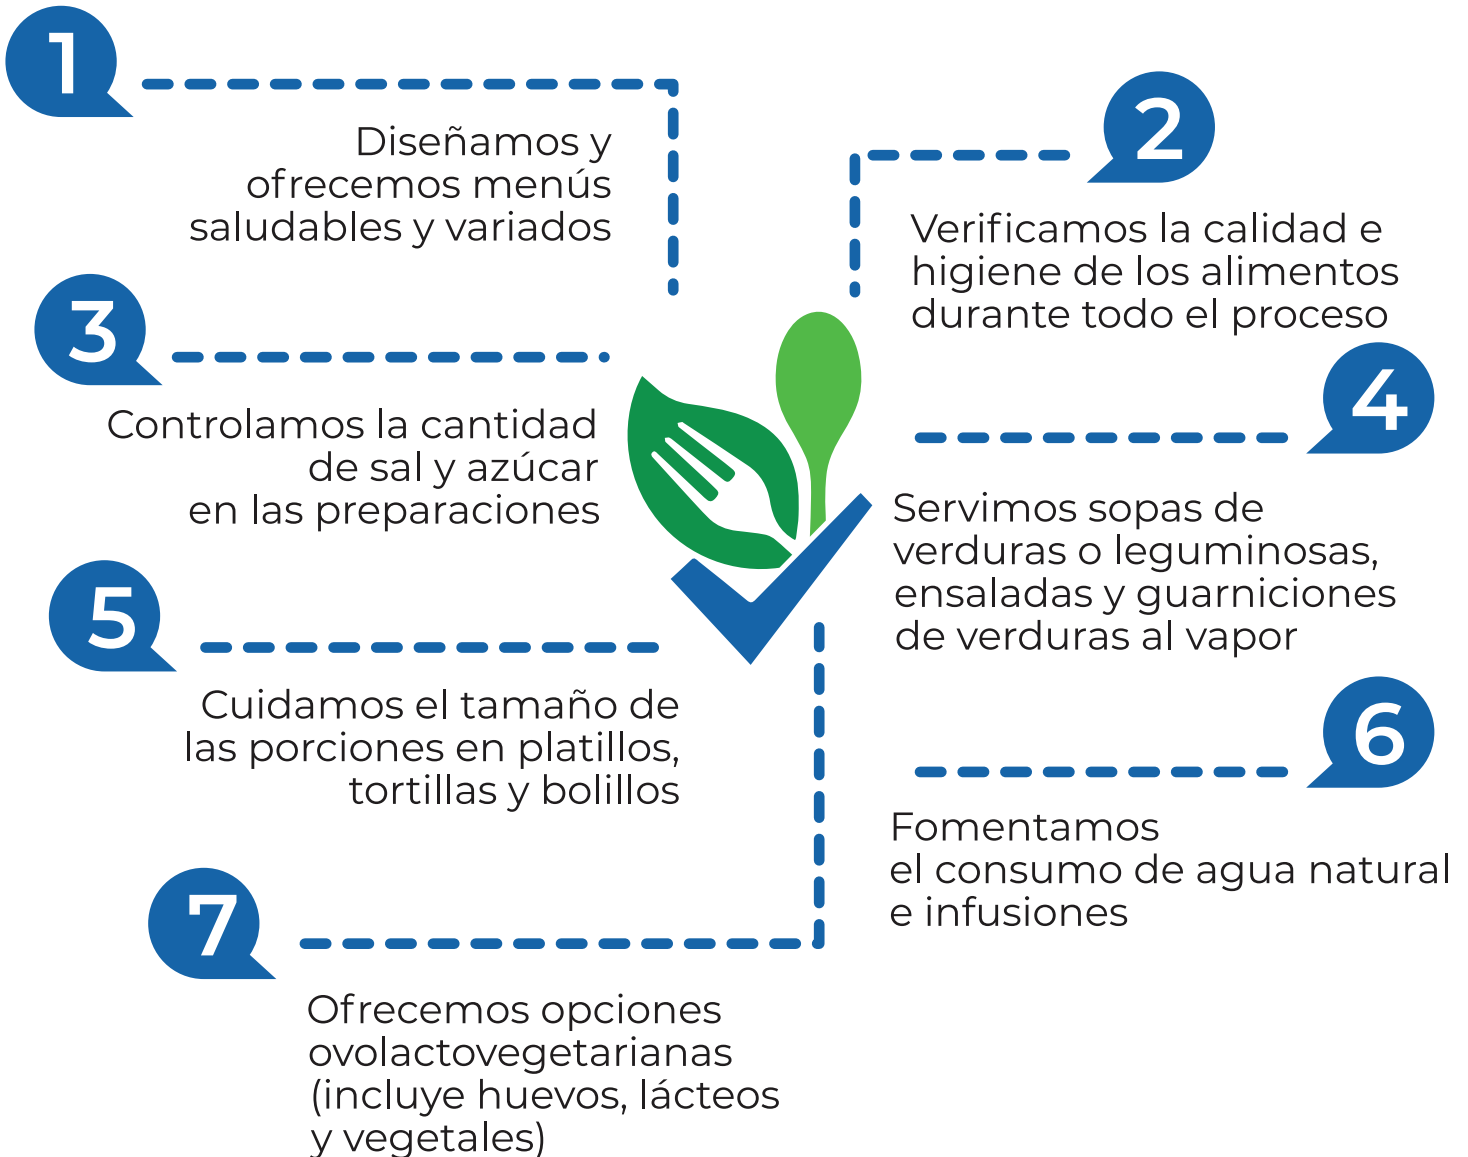 1
Diseñamos y
ofrecemos menús
saludables y variados
2
Verificamos la calidad e
higiene de los alimentos
durante todo el proceso
3
Controlamos la cantidad
de sal y azúcar
en las preparaciones
4
Servimos sopas de
verduras o leguminosas,
ensaladas y guarniciones
de verduras al vapor
5
Cuidamos el tamaño de
las porciones en platillos,
tortillas y bolillos
6
Fomentamos
el consumo de agua natural
e infusiones
7
Ofrecemos opciones
ovolactovegetarianas
(incluye huevos, lácteos
y vegetales)